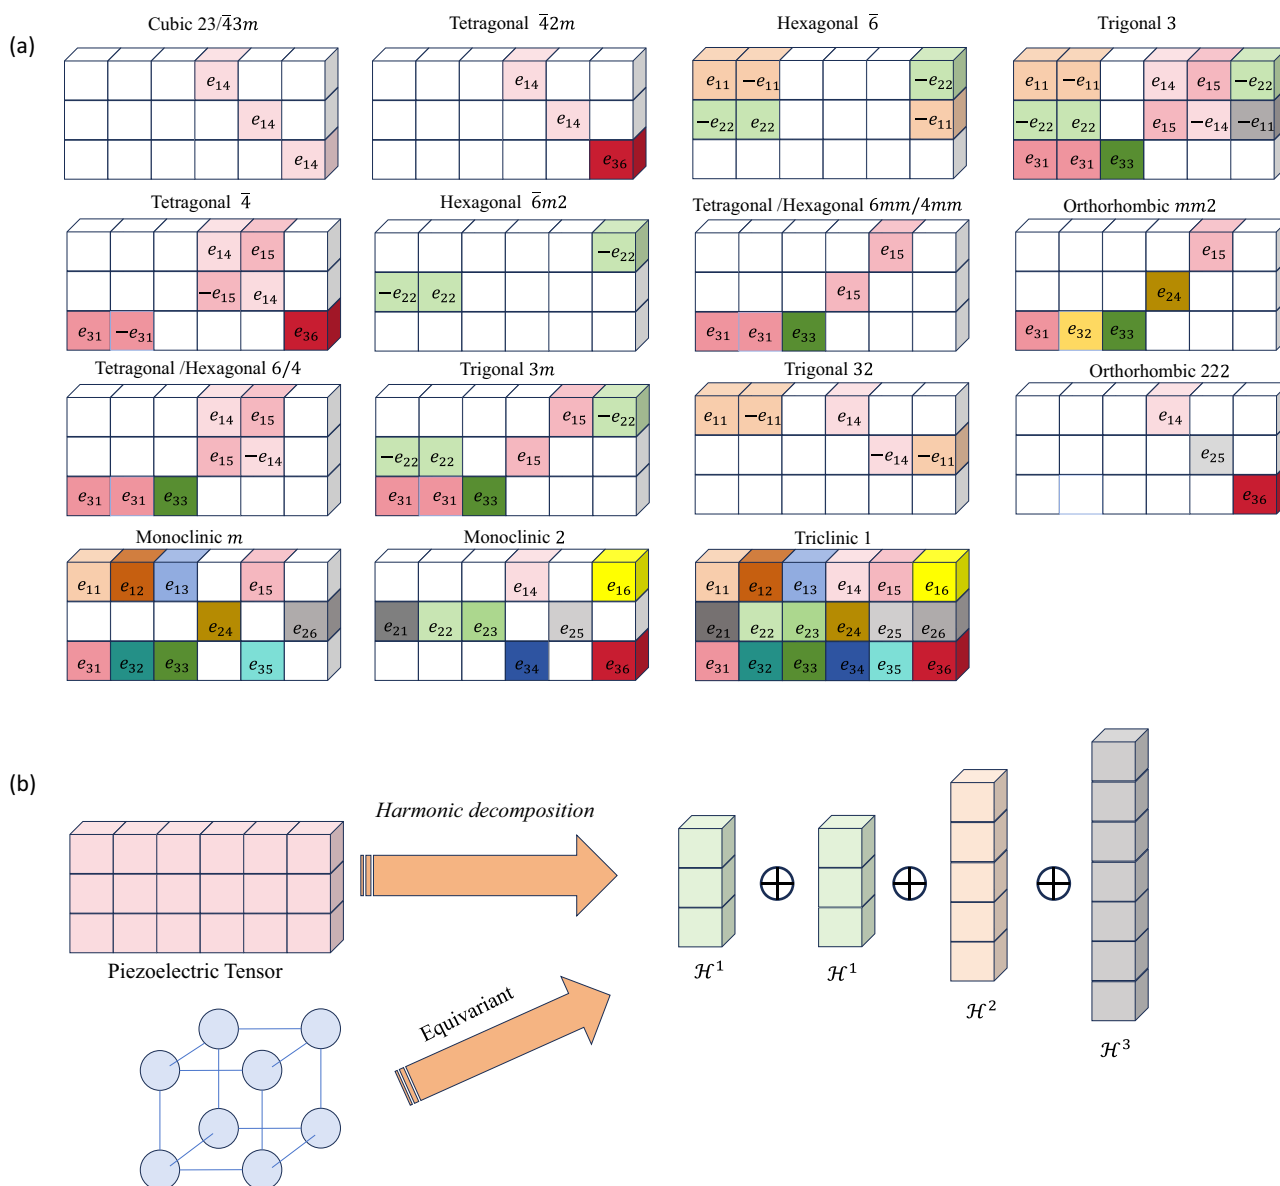 (a)
Cubic 23/4̅3m
Tetragonal 4̅2m
Hexagonal 6̅
Trigonal 3
e14
e14
e14
e14
e14
e36
e11 −e11 −e22
−e22 e22 −e11
e11 −e11 e14 e15 −e22
−e22 e22 e15 −e14 −e11
e31 e31 e33
Tetragonal 4̅
Hexagonal 6̅m2
Tetragonal /Hexagonal 6mm/4mm
Orthorhombic mm2
e14 e15
−e15 e14
e31 −e31 e36
−e22
−e22 e22
e15
e15
e31 e31 e33
e15
e24
e31 e32 e33
Tetragonal /Hexagonal 6/4
Trigonal 3m
Trigonal 32
Orthorhombic 222
e14 e15
e15 −e14
e31 e31 e33
e15 −e22
−e22 e22 e15
e31 e31 e33
e11 −e11 e14
−e14 −e11
e14
e25
e36
Monoclinic m
Monoclinic 2
Triclinic 1
e11 e12 e13 e15
e24 e26
e31 e32 e33 e35
e14 e16
e21 e22 e23 e25
e34 e36
e11 e12 e13 e14 e15 e16
e21 e22 e23 e24 e25 e26
e31 e32 e33 e34 e35 e36
(b)
Harmonic decomposition
Piezoelectric Tensor
Equivariant
⊕ ⊕ ⊕
ℋ1
ℋ1
ℋ2
ℋ3